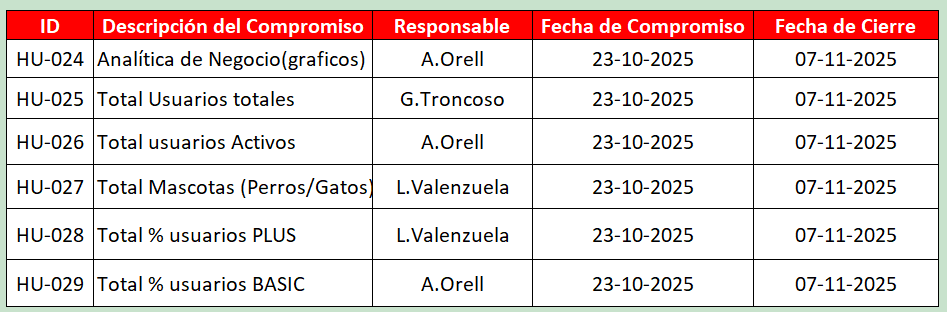 ID Descripción del Compromiso Responsable Fecha de Compromiso Fecha de Cierre
HU-024 Analítica de Negocio(graficos) A.Orell 23-10-2025 07-11-2025
HU-025 Total Usuarios totales G.Troncoso 23-10-2025 07-11-2025
HU-026 Total usuarios Activos A.Orell 23-10-2025 07-11-2025
HU-027 Total Mascotas (Perros/Gatos) L.Valenzuela 23-10-2025 07-11-2025
HU-028 Total % usuarios PLUS L.Valenzuela 23-10-2025 07-11-2025
HU-029 Total % usuarios BASIC A.Orell 23-10-2025 07-11-2025